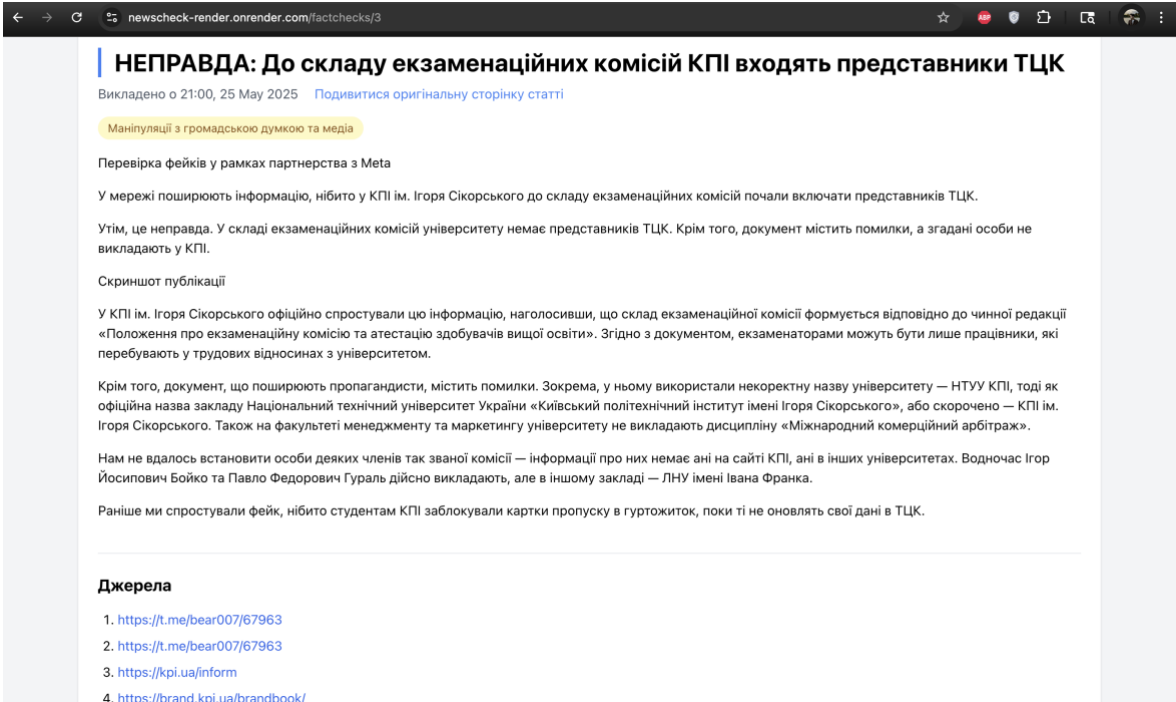 newscheck-render.onrender.com/factchecks/3
ABP
НЕПРАВДА: До складу екзаменаційних комісій КПІ входять представники ТЦК
Викладено о 21:00, 25 May 2025 Подивитися оригінальну сторінку статті
Маніпуляції з громадською думкою та медіа
Перевірка фейків у рамках партнерства з Meta
У мережі поширюють інформацію, нібито у КПІ ім. Ігоря Сікорського до складу екзаменаційних комісій почали включати представників ТЦК.
Утім, це неправда. У складі екзаменаційних комісій університету немає представників ТЦК. Крім того, документ містить помилки, а згадані особи не
викладають у КПІ.
Скриншот публікації
У КПІ ім. Ігоря Сікорського офіційно спростували цю інформацію, наголосивши, що склад екзаменаційної комісії формується відповідно до чинної редакції
«Положення про екзаменаційну комісію та атестацію здобувачів вищої освіти». Згідно з документом, екзаменаторами можуть бути лише працівники, які
перебувають у трудових відносинах з університетом.
Крім того, документ, що поширюють пропагандисти, містить помилки. Зокрема, у ньому використали некоректну назву університету — НТУУ КПІ, тоді як
офіційна назва закладу Національний технічний університет України «Київський політехнічний інститут імені Ігоря Сікорського», або скорочено — КПІ ім.
Ігоря Сікорського. Також на факультеті менеджменту та маркетингу університету не викладають дисципліну «Міжнародний комерційний арбітраж».
Нам не вдалось встановити особи деяких членів так званої комісії — інформації про них немає ані на сайті КПІ, ані в інших університетах. Водночас Ігор
Йосипович Бойко та Павло Федорович Гураль дійсно викладають, але в іншому закладі — ЛНУ імені Івана Франка.
Раніше ми спростували фейк, нібито студентам КПІ заблокували картки пропуску в гуртожиток, поки ті не оновлять свої дані в ТЦК.
Джерела
1. https://t.me/bear007/67963
2. https://t.me/bear007/67963
3. https://kpi.ua/inform
4. https://brand.kpi.ua/brandbook/